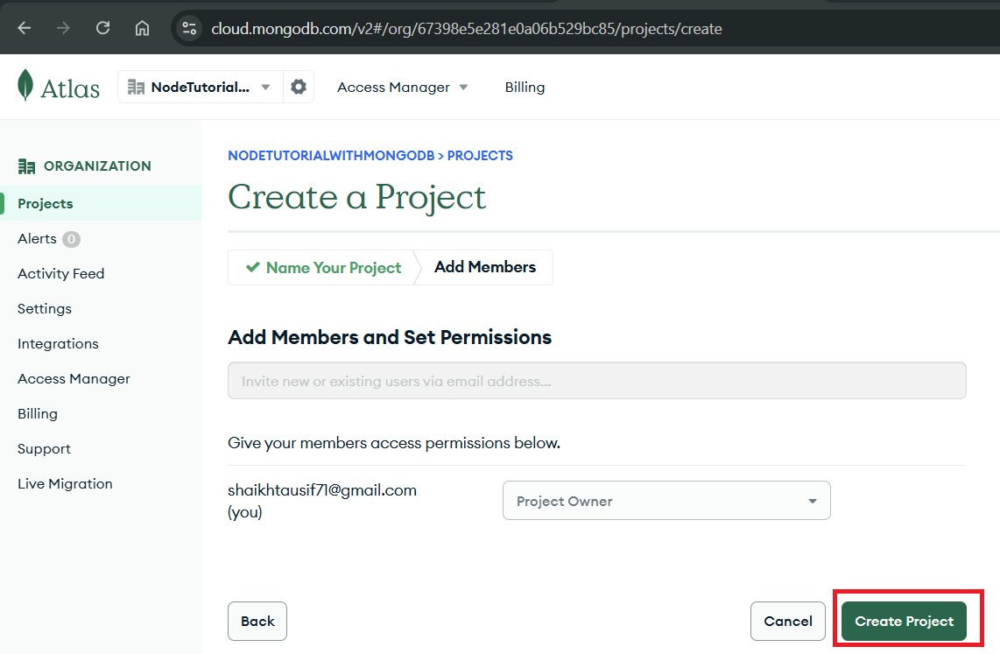 cloud.mongodb.com/v2#/org/67398e5e281e0a06b529bc85/projects/create
Atlas
NodeTutorial...
Access Manager
Billing
ORGANIZATION
Projects
Alerts 0
Activity Feed
Settings
Integrations
Access Manager
Billing
Support
Live Migration
NODETUTORIALWITHMONGODB > PROJECTS
Create a Project
Name Your Project
Add Members
Add Members and Set Permissions
Invite new or existing users via email address...
Give your members access permissions below.
shaikhtausif71@gmail.com
(you)
Project Owner
Back
Cancel
Create Project